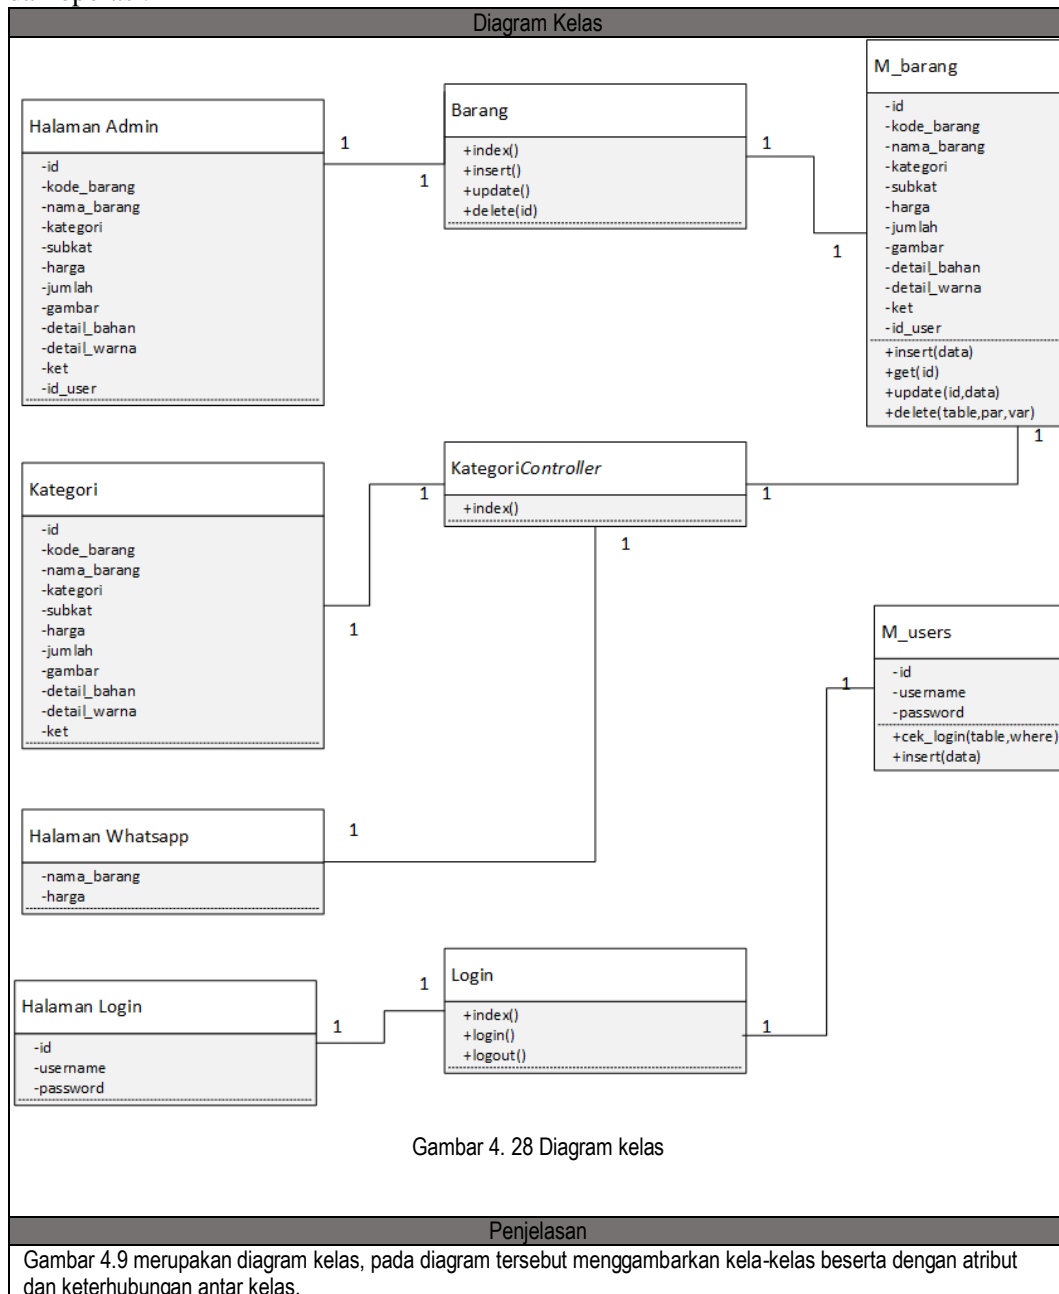 Diagram Kelas
Halaman Admin
-id
-kode_barang
-nama_barang
-kategori
-subkat
-harga
-jumlah
-gambar
-detail_bahan
-detail_warna
-ket
-id_user
1
1
Barang
+index()
+insert()
+update()
+delete(id)
1
1
M_barang
-id
-kode_barang
-nama_barang
-kategori
-subkat
-harga
-jumlah
-gambar
-detail_bahan
-detail_warna
-ket
-id_user
+insert(data)
+get(id)
+update(id,data)
+delete(table,par,var)
1
Kategori
-id
-kode_barang
-nama_barang
-kategori
-subkat
-harga
-jumlah
-gambar
-detail_bahan
-detail_warna
-ket
1
1
KategoriController
+index()
1
1
M_users
-id
-username
-password
+cek_login(table,where)
+insert(data)
1
Halaman Whatsapp
-nama_barang
-harga
1
Halaman Login
-id
-username
-password
1
1
Login
+index()
+login()
+logout()
1
Gambar 4. 28 Diagram kelas
Penjelasan
Gambar 4.9 merupakan diagram kelas, pada diagram tersebut menggambarkan kela-kelas beserta dengan atribut
dan keterhubungan antar kelas.